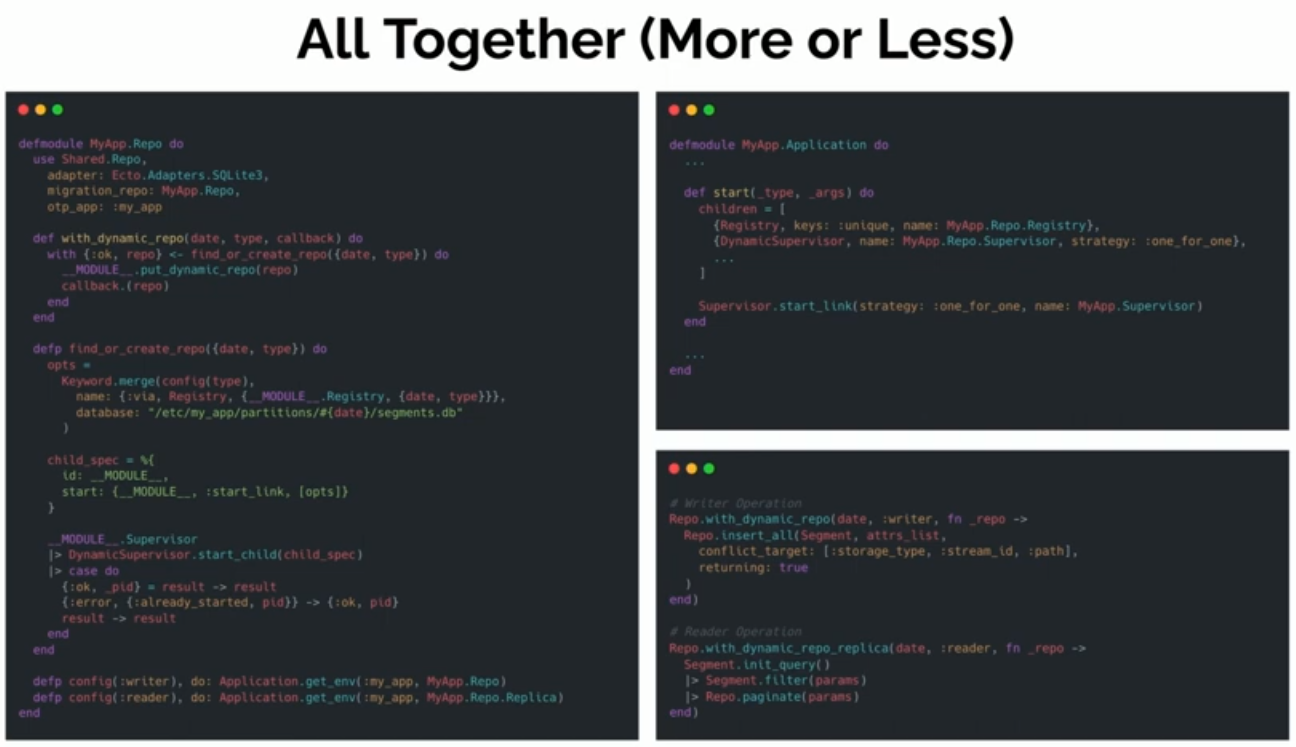 All Together (More or Less)
defmodule MyApp.Repo do
  use Shared.Repo,
    adapter: Ecto.Adapters.SQLite3,
    migration_repo: MyApp.Repo,
    otp_app: :my_app

  def with_dynamic_repo(date, type, callback) do
    with {:ok, repo} <- find_or_create_repo({date, type}) do
      __MODULE__.put_dynamic_repo(repo)
      callback.(repo)
    end
  end

  defp find_or_create_repo({date, type}) do
    opts =
      Keyword.merge(config(type),
        name: {:via, Registry, {__MODULE__.Registry, {date, type}}},
        database: "/etc/my_app/partitions/#{date}/segments.db"
      )

    child_spec = %{
      id: __MODULE__,
      start: {__MODULE__, :start_link, [opts]}
    }

    __MODULE__.Supervisor
    |> DynamicSupervisor.start_child(child_spec)
    |> case do
      {:ok, _pid} = result -> result
      {:error, {:already_started, pid}} -> {:ok, pid}
      result -> result
    end
  end

  defp config(:writer), do: Application.get_env(:my_app, MyApp.Repo)
  defp config(:reader), do: Application.get_env(:my_app, MyApp.Repo.Replica)
end
defmodule MyApp.Application do
  ...

  def start(_type, _args) do
    children = [
      {Registry, keys: :unique, name: MyApp.Repo.Registry},
      {DynamicSupervisor, name: MyApp.Repo.Supervisor, strategy: :one_for_one},
      ...
    ]

    Supervisor.start_link(strategy: :one_for_one, name: MyApp.Supervisor)
  end

  ...
end
# Writer Operation
Repo.with_dynamic_repo(date, :writer, fn _repo ->
  Repo.insert_all(Segment, attrs_list,
    conflict_target: [:storage_type, :stream_id, :path],
    returning: true
  )
end)

# Reader Operation
Repo.with_dynamic_repo_replica(date, :reader, fn _repo ->
  Segment.init_query()
  |> Segment.filter(params)
  |> Repo.paginate(params)
end)